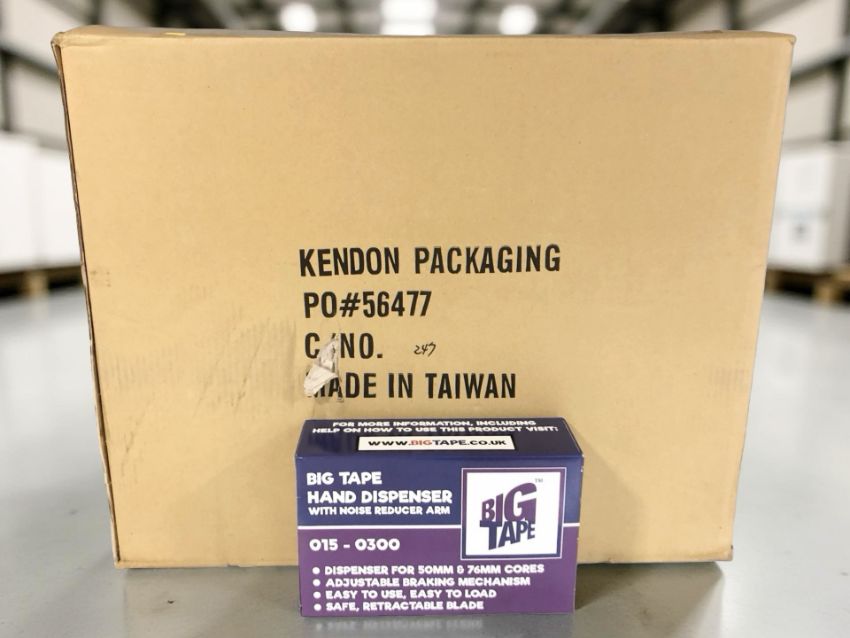 KENDON PACKAGING
PO#56477
C/NO. 247
MADE IN TAIWAN
FOR MORE INFORMATION, INCLUDING
HELP ON HOW TO USE THIS PRODUCT VISIT:
WWW.BIGTAPE.CO.UK
BIG TAPE
HAND DISPENSER
WITH NOISE REDUCER ARM
015 - 0300
BIG TAPE ™
• DISPENSER FOR 50MM & 76MM CORES
• ADJUSTABLE BRAKING MECHANISM
• EASY TO USE, EASY TO LOAD
• SAFE, RETRACTABLE BLADE